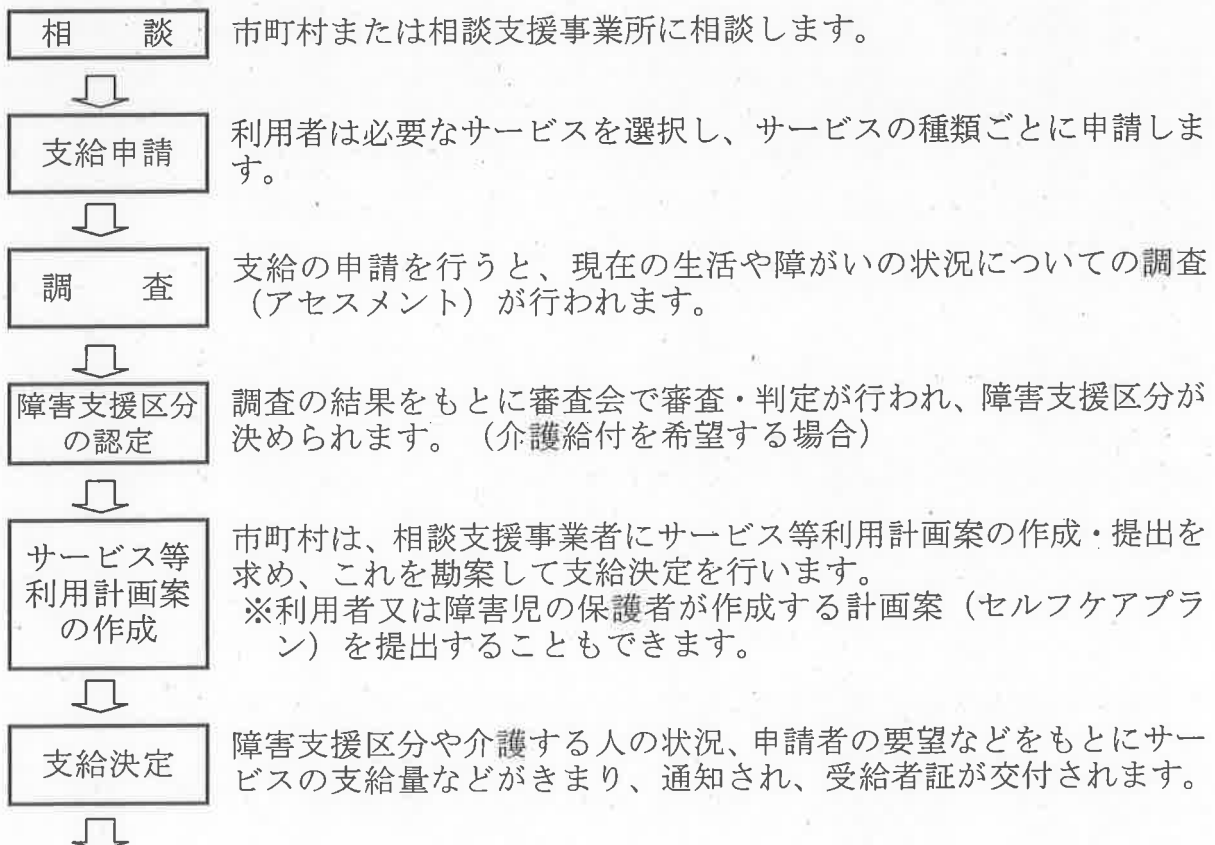 相　　談
市町村または相談支援事業所に相談します。
支給申請
利用者は必要なサービスを選択し、サービスの種類ごとに申請しま
す。
調　　査
支給の申請を行うと、現在の生活や障がいの状況についての調査
（アセスメント）が行われます。
障害支援区分
の認定
調査の結果をもとに審査会で審査・判定が行われ、障害支援区分が
決められます。（介護給付を希望する場合）
サービス等
利用計画案
の作成
市町村は、相談支援事業者にサービス等利用計画案の作成・提出を
求め、これを勘案して支給決定を行います。
※利用者又は障害児の保護者が作成する計画案（セルフケアプラ
ン）を提出することもできます。
支給決定
障害支援区分や介護する人の状況、申請者の要望などをもとにサー
ビスの支給量などがきまり、通知され、受給者証が交付されます。